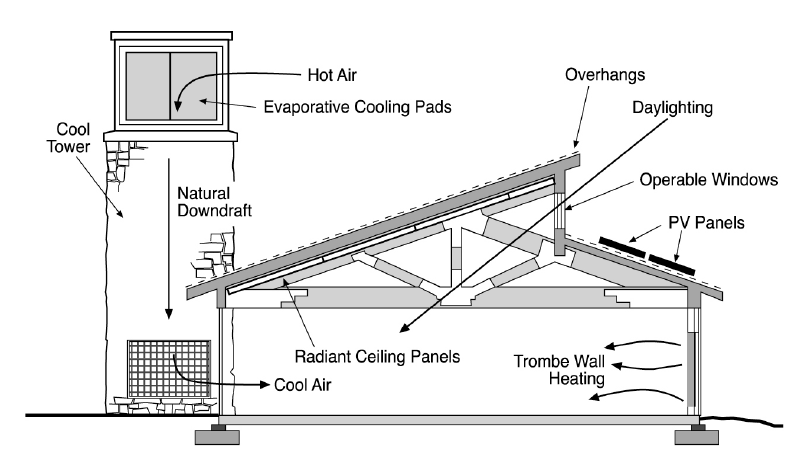 Hot Air
Evaporative Cooling Pads
Overhangs
Daylighting
Cool
Tower
Natural
Downdraft
Operable Windows
PV Panels
Radiant Ceiling Panels
Cool Air
Trombe Wall
Heating